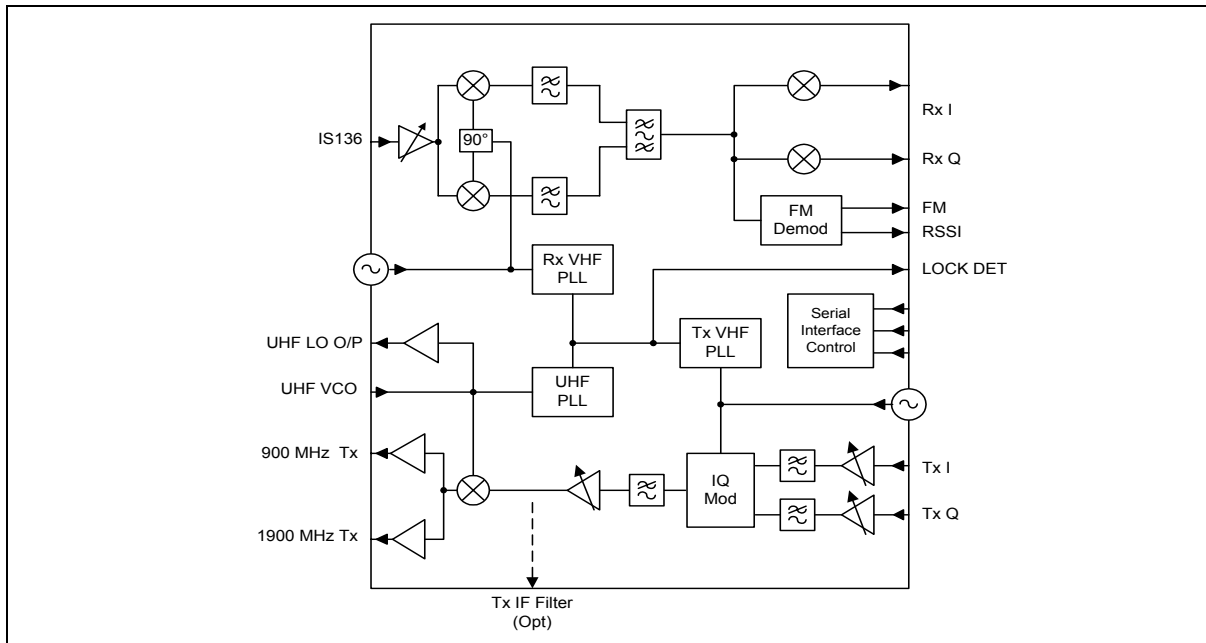 IS136
90°
Rx I
Rx Q
FM
Demod
FM
RSSI
Rx VHF
PLL
LOCK DET
Tx VHF
PLL
Serial
Interface
Control
UHF LO O/P
UHF VCO
UHF
PLL
900 MHz Tx
1900 MHz Tx
IQ
Mod
Tx I
Tx Q
Tx IF Filter
(Opt)